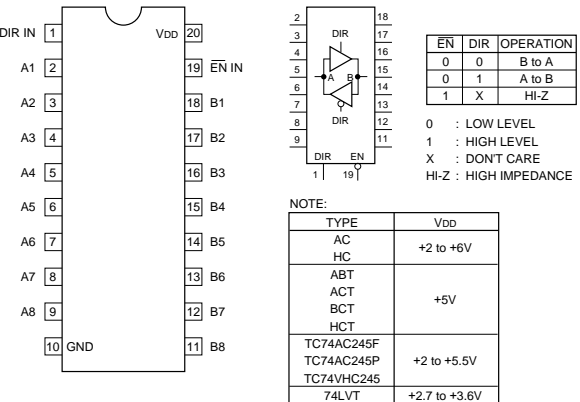 DIR IN 1 VDD 20
A1 2 19 EN IN
A2 3 18 B1
A3 4 17 B2
A4 5 16 B3
A5 6 15 B4
A6 7 14 B5
A7 8 13 B6
A8 9 12 B7
10 GND 11 B8
2 18
3 DIR 17
4 16
5 15
6 A B 14
7 13
8 DIR 12
9 11
DIR EN
1 19
EN DIR OPERATION
0 0 B to A
0 1 A to B
1 X HI-Z
0 : LOW LEVEL
1 : HIGH LEVEL
X : DON'T CARE
HI-Z : HIGH IMPEDANCE
NOTE:
TYPE VDD
AC
HC
+2 to +6V
ABT
ACT
BCT
HCT
+5V
TC74AC245F
TC74AC245P
TC74VHC245
+2 to +5.5V
74LVT +2.7 to +3.6V